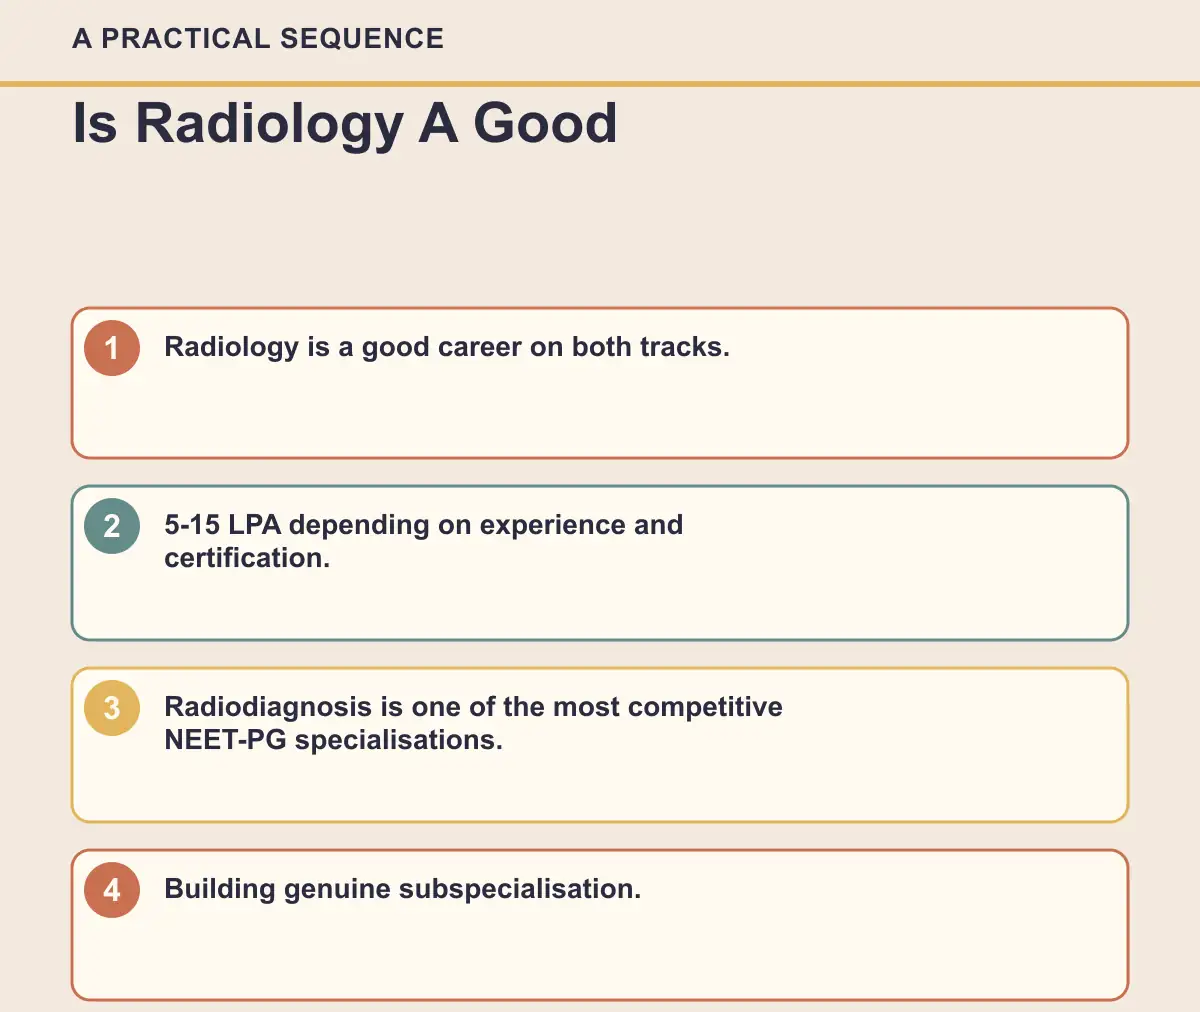 A PRACTICAL SEQUENCE
Is Radiology A Good
1
Radiology is a good career on both tracks.
2
5-15 LPA depending on experience and
certification.
3
Radiodiagnosis is one of the most competitive
NEET-PG specialisations.
4
Building genuine subspecialisation.